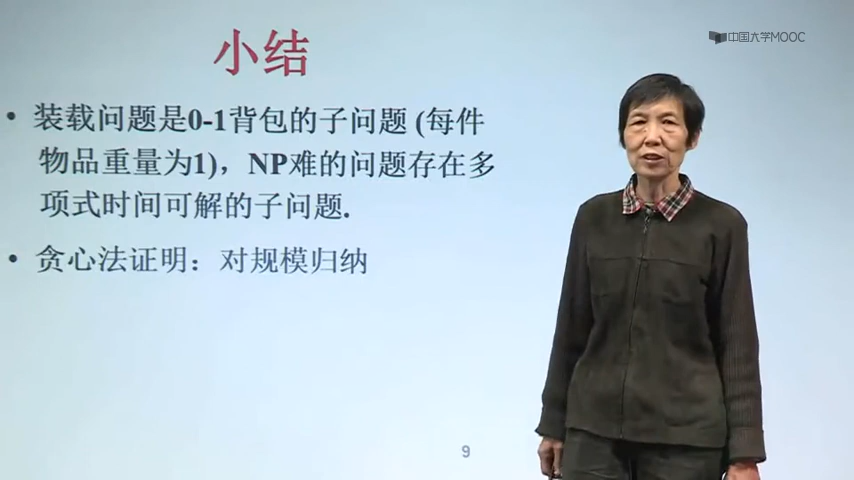 中国大学MOOC
小结
• 装载问题是0-1背包的子问题 (每件
物品重量为1)，NP难的问题存在多
项式时间可解的子问题.
• 贪心法证明：对规模归纳
9